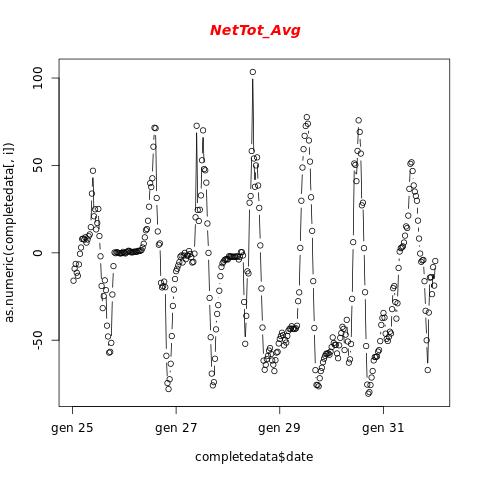 NetTot_Avg
as.numeric(completedata[, i])
100
50
0
-50
gen 25
gen 27
gen 29
gen 31
completedata$date